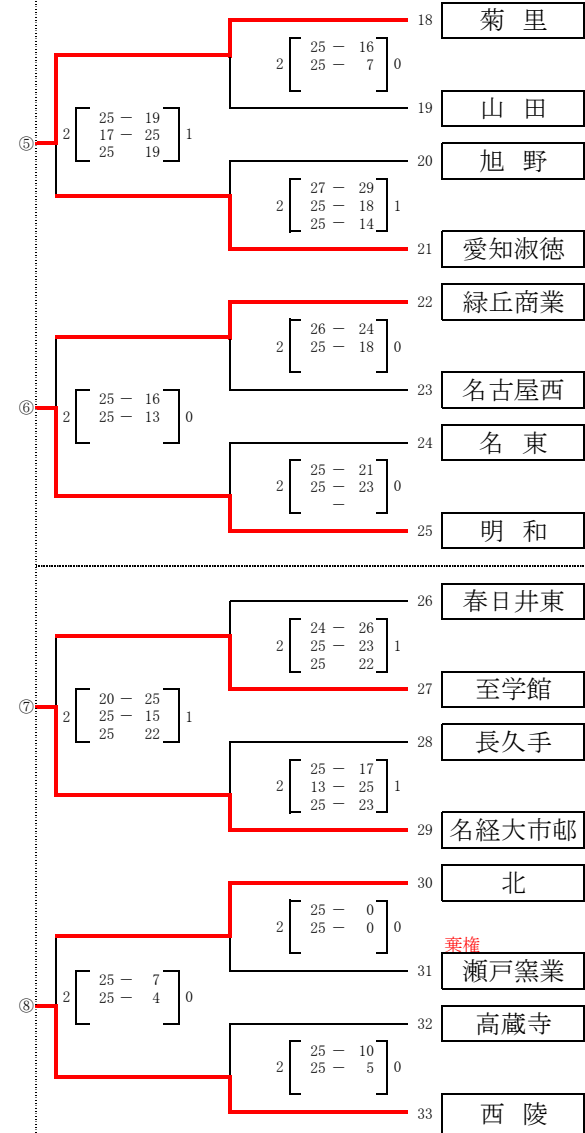 18 菊 里
25 － 16
2 25 － 7 0
19 山 田
25 － 19
⑤ 2 17 － 25 1
25 19
20 旭 野
27 － 29
2 25 － 18 1
25 － 14
21 愛知淑徳
22 緑丘商業
26 － 24
2 25 － 18 0
23 名古屋西
25 － 16
⑥ 2 25 － 13 0
24 名 東
25 － 21
2 25 － 23 0
－
25 明 和
26 春日井東
24 － 26
2 25 － 23 1
25 22
27 至学館
20 － 25
⑦ 2 25 － 15 1
25 22
28 長久手
25 － 17
2 13 － 25 1
25 － 23
29 名経大市邨
30 北
25 － 0
2 25 － 0 0
棄権
31 瀬戸窯業
25 － 7
⑧ 2 25 － 4 0
32 高蔵寺
25 － 10
2 25 － 5 0
33 西 陵